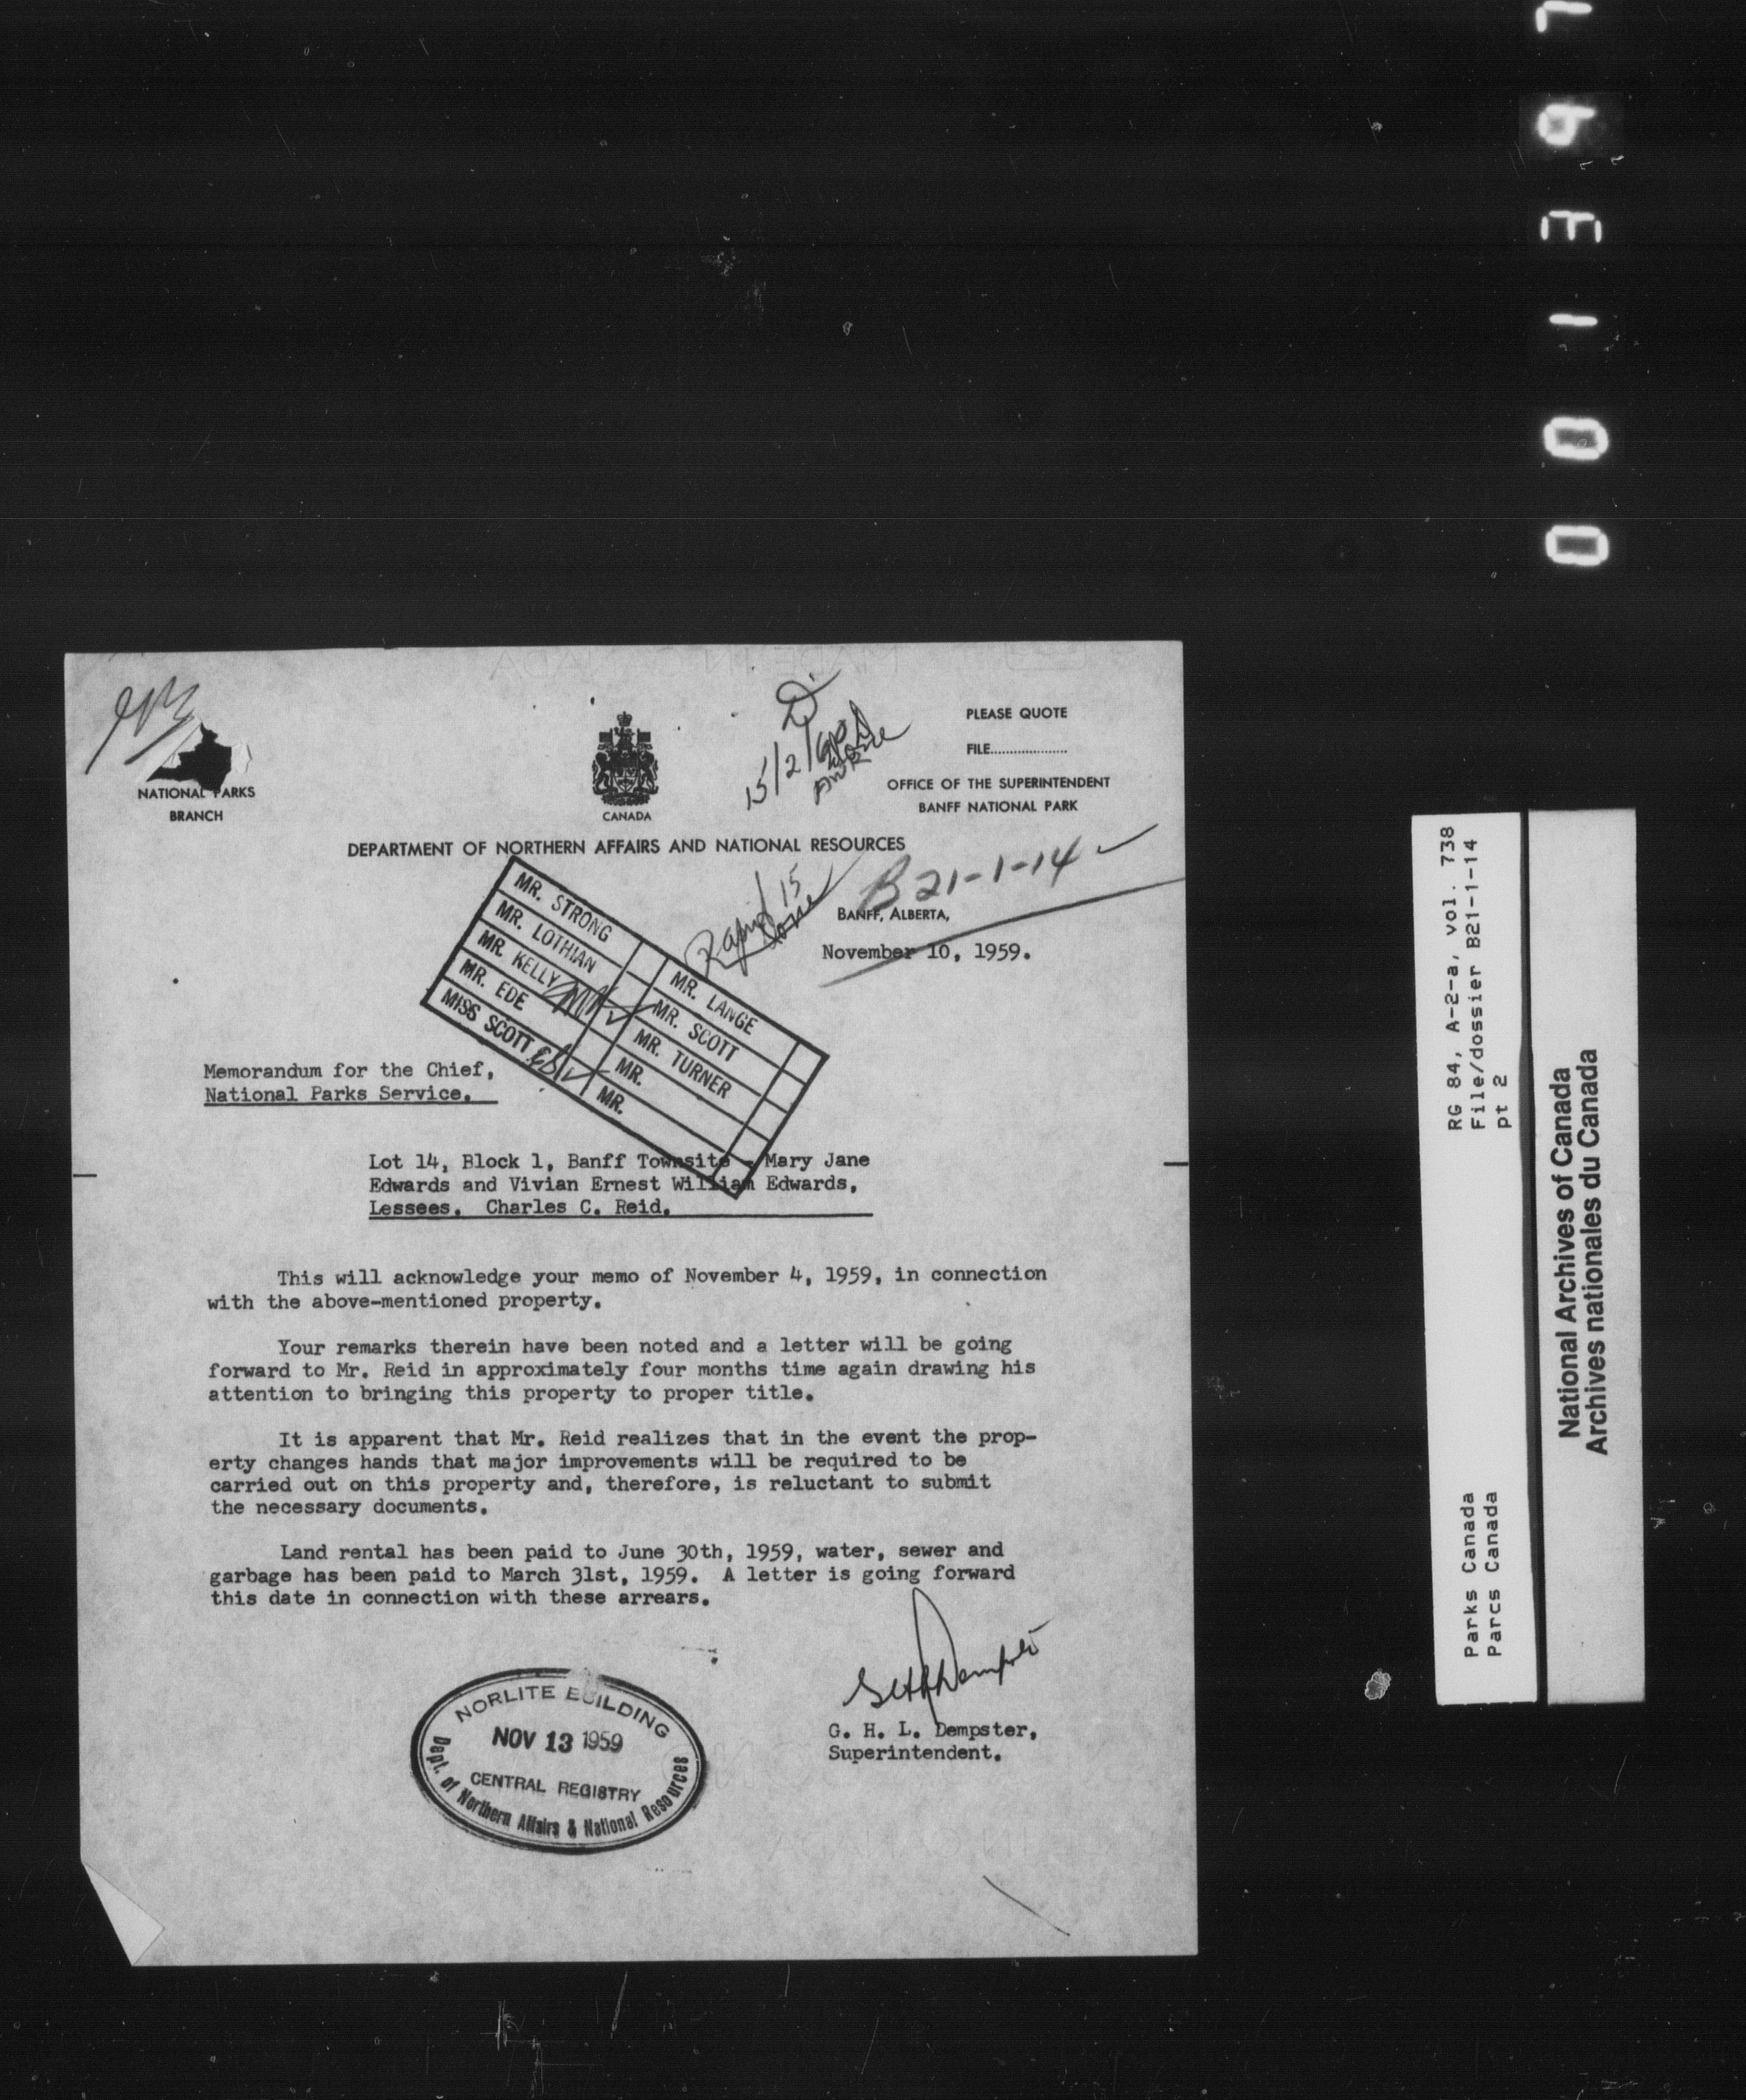 NATIONAL PARKS
BRANCH
CANADA
D.
15/2/60
PLEASE QUOTE
FILE...................
OFFICE OF THE SUPERINTENDENT
BANFF NATIONAL PARK
DEPARTMENT OF NORTHERN AFFAIRS AND NATIONAL RESOURCES
B21-1-14
BANFF, ALBERTA,
November 10, 1959.
MR. STRONG
MR. LOTHIAN
MR. KELLY
MR. EDE
MISS SCOTT
MR. LANGE
MR. SCOTT
MR. TURNER
MR.
MR.
Memorandum for the Chief,
National Parks Service.
Lot 14, Block 1, Banff Townsite - Mary Jane
Edwards and Vivian Ernest William Edwards,
Lessees. Charles C. Reid.
This will acknowledge your memo of November 4, 1959, in connection
with the above-mentioned property.
Your remarks therein have been noted and a letter will be going
forward to Mr. Reid in approximately four months time again drawing his
attention to bringing this property to proper title.
It is apparent that Mr. Reid realizes that in the event the prop-
erty changes hands that major improvements will be required to be
carried out on this property and, therefore, is reluctant to submit
the necessary documents.
Land rental has been paid to June 30th, 1959, water, sewer and
garbage has been paid to March 31st, 1959. A letter is going forward
this date in connection with these arrears.
G. H. L. Dempster,
Superintendent.
NORLITE BUILDING
NOV 13 1959
CENTRAL REGISTRY
Dept. of Northern Affairs & National Resources
RG 84, A-2-a, vol. 738
File/dossier B21-1-14
pt 2
Parks Canada
Parcs Canada
National Archives of Canada
Archives nationales du Canada